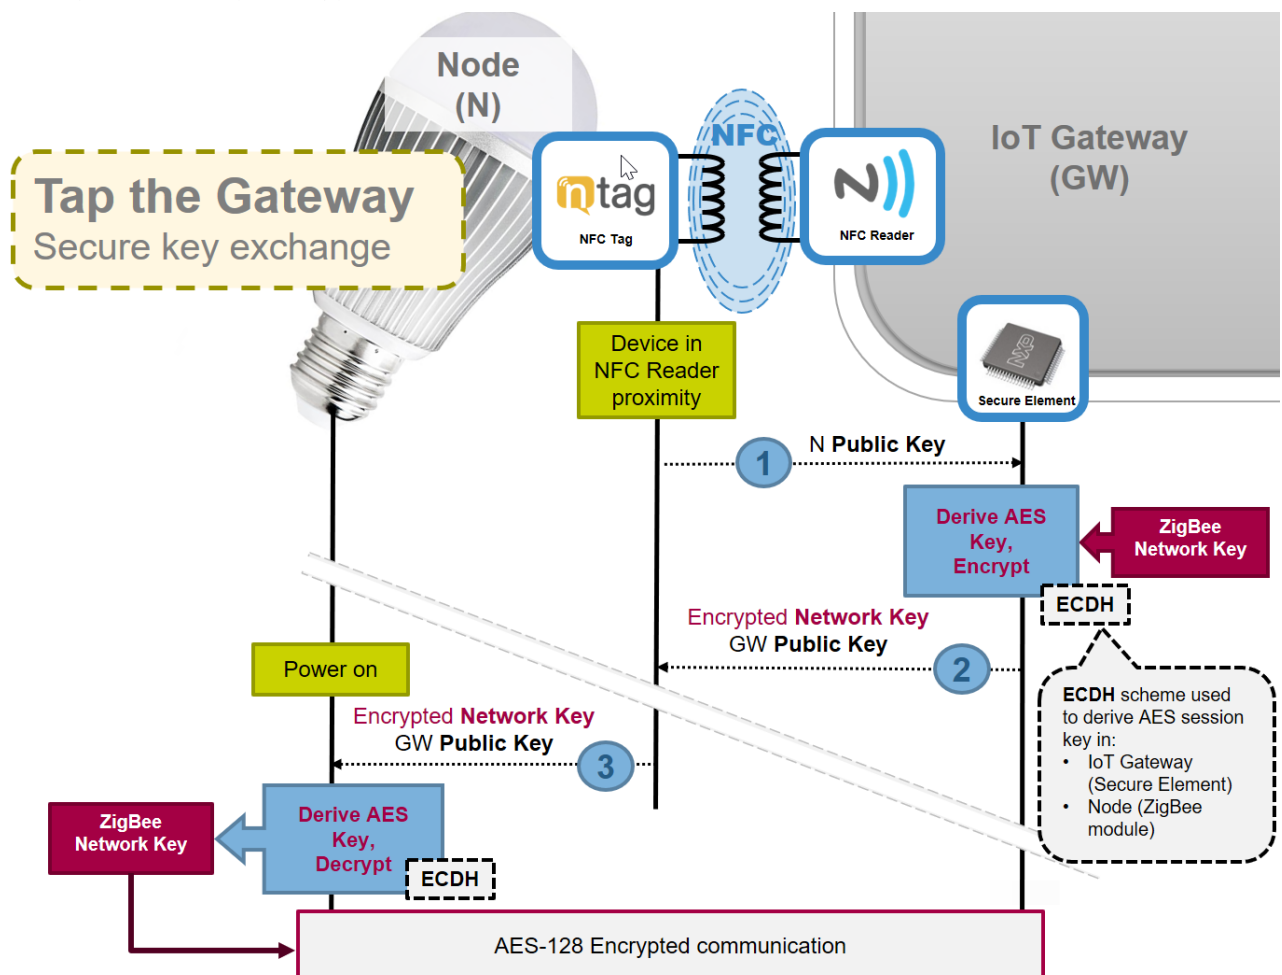 Node
(N)
Tap the Gateway
Secure key exchange
ntag
NFC Tag
NFC
NFC Reader
IoT Gateway
(GW)
NXP
Secure Element
Device in
NFC Reader
proximity
1
N Public Key
Derive AES
Key,
Encrypt
ZigBee
Network Key
ECDH
Encrypted Network Key
GW Public Key
2
ECDH scheme used
to derive AES session
key in:
• IoT Gateway
(Secure Element)
• Node (ZigBee
module)
Power on
Encrypted Network Key
GW Public Key
3
ZigBee
Network Key
Derive AES
Key,
Decrypt
ECDH
AES-128 Encrypted communication